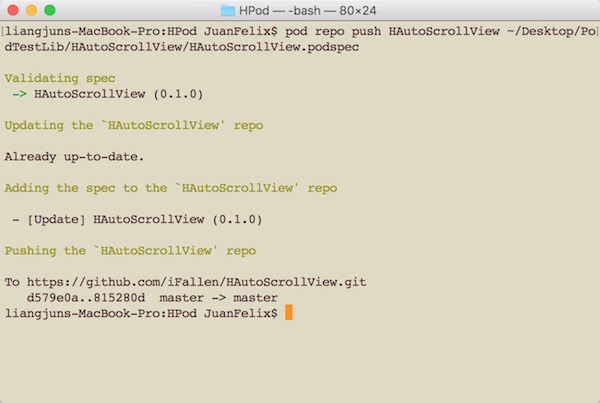 HPod — -bash — 80×24
[liangjuns-MacBook-Pro:HPod JuanFelix$ pod repo push HAutoScrollView ~/Desktop/Po]
dTestLib/HAutoScrollView/HAutoScrollView.podspec
Validating spec
-> HAutoScrollView (0.1.0)
Updating the `HAutoScrollView' repo
Already up-to-date.
Adding the spec to the `HAutoScrollView' repo
- [Update] HAutoScrollView (0.1.0)
Pushing the `HAutoScrollView' repo
To https://github.com/iFallen/HAutoScrollView.git
d579e0a..815280d  master -> master
liangjuns-MacBook-Pro:HPod JuanFelix$